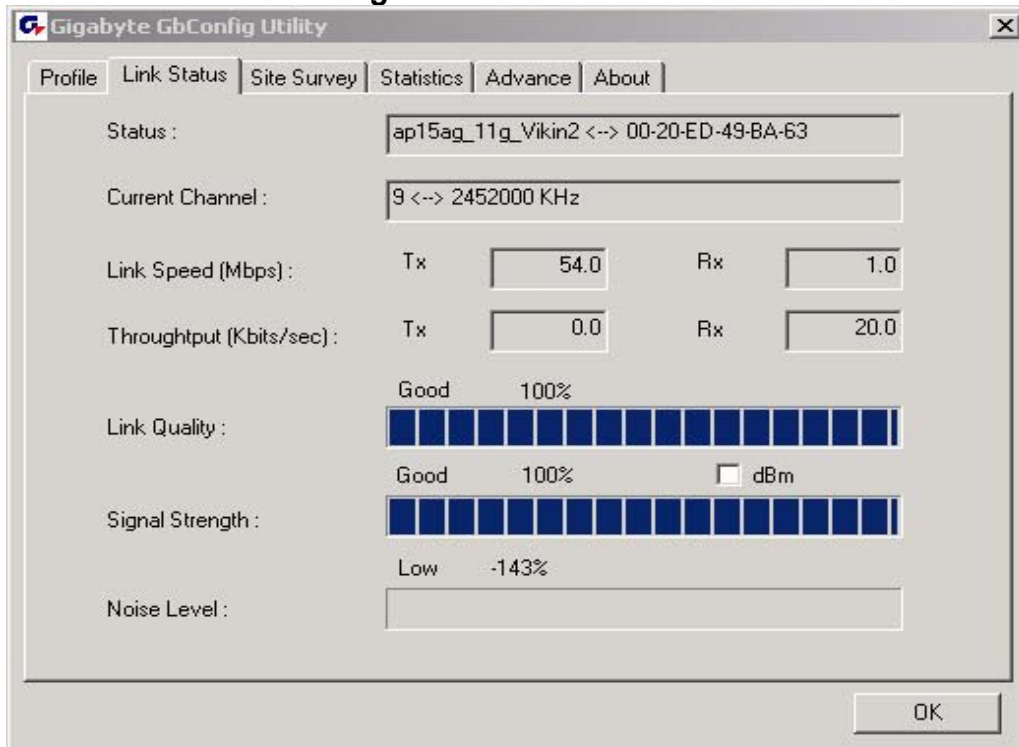 Gigabyte GbConfig Utility
Profile Link Status Site Survey Statistics Advance About
Status : ap15ag_11g_Vikin2 <--> 00-20-ED-49-BA-63
Current Channel : 9 <--> 2452000 KHz
Link Speed (Mbps) : Tx 54.0 Rx 1.0
Throughtput (Kbits/sec) : Tx 0.0 Rx 20.0
Good 100%
Link Quality :
Good 100% dBm
Signal Strength :
Low -143%
Noise Level :
OK